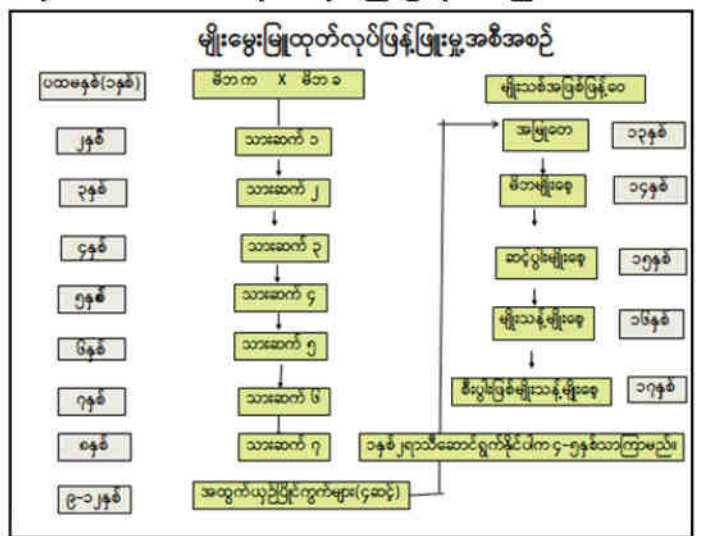 မျိုးမွေးမြူထုတ်လုပ်ဖြန့်ဖြူးမှု့အစီအစဉ်
ပထမနှစ်(၁နှစ်)
မိဘ က X မိဘ ခ
၂နှစ်
သားဆက် ၁
၃နှစ်
သားဆက် ၂
၄နှစ်
သားဆက် ၃
၅နှစ်
သားဆက် ၄
၆နှစ်
သားဆက် ၅
၇နှစ်
သားဆက် ၆
၈နှစ်
သားဆက် ၇
၉-၁၂နှစ်
အထွက်ယှဉ်ပြိုင်ကွက်များ(၄ဆင့်)
မျိုးသစ်အဖြစ်ဖြန့်ဝေ
အမြုတေ
၁၃နှစ်
မိဘမျိုးစေ့
၁၄နှစ်
ဆင့်ပွါးမျိုးစေ့
၁၅နှစ်
မျိုးသန့်မျိုးစေ့
၁၆နှစ်
စီးပွါးဖြစ်မျိုးသန့်မျိုးစေ့
၁၇နှစ်
၁နှစ်၂ရာသီဆောင်ရွက်နိုင်ပါက ၄-၅နှစ်သာကြာမည်။